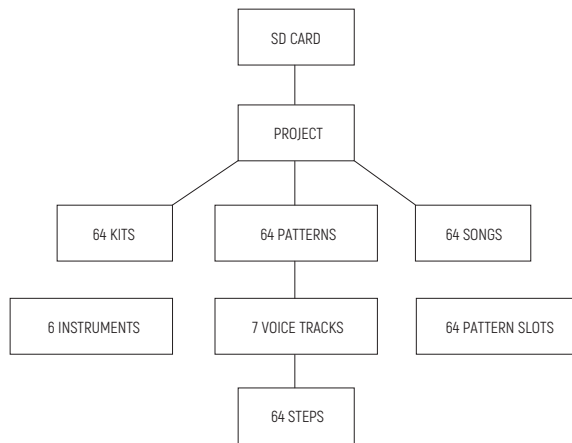 SD CARD
PROJECT
64 KITS
64 PATTERNS
64 SONGS
6 INSTRUMENTS
7 VOICE TRACKS
64 PATTERN SLOTS
64 STEPS